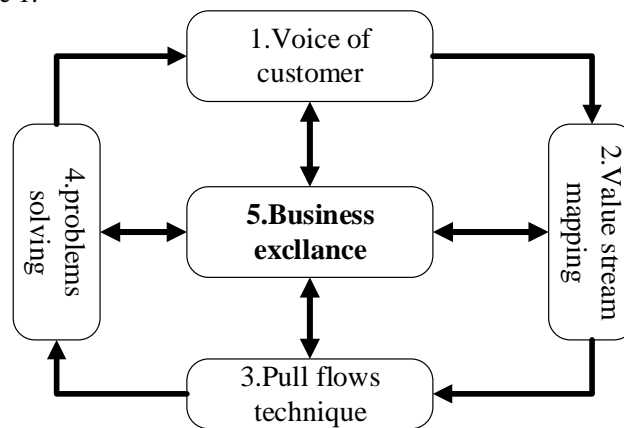 1.Voice of
customer
2.Value stream
mapping
4.problems
solving
5.Business
excllance
3.Pull flows
technique